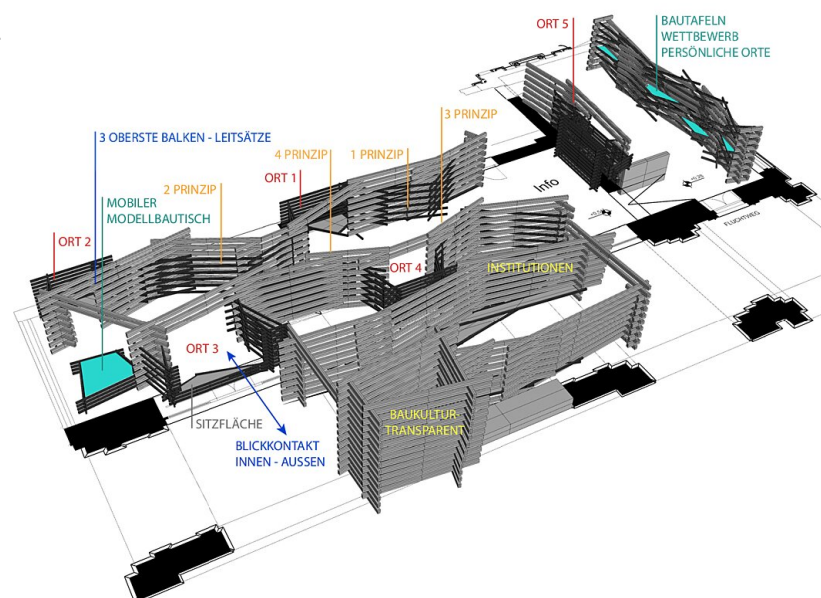 ORT 5
BAUTAFELN
WETTBEWERB
PERSÖNLICHE ORTE
3 PRINZIP
3 OBERSTE BALKEN - LEITSÄTZE
4 PRINZIP
1 PRINZIP
ORT 1
2 PRINZIP
MOBILER
MODELLBAUTISCH
Info
FLUCHTWEG
ORT 2
ORT 4
INSTITUTIONEN
ORT 3
SITZFLÄCHE
BAUKULTUR-
TRANSPARENT
BLICKKONTAKT
INNEN - AUSSEN